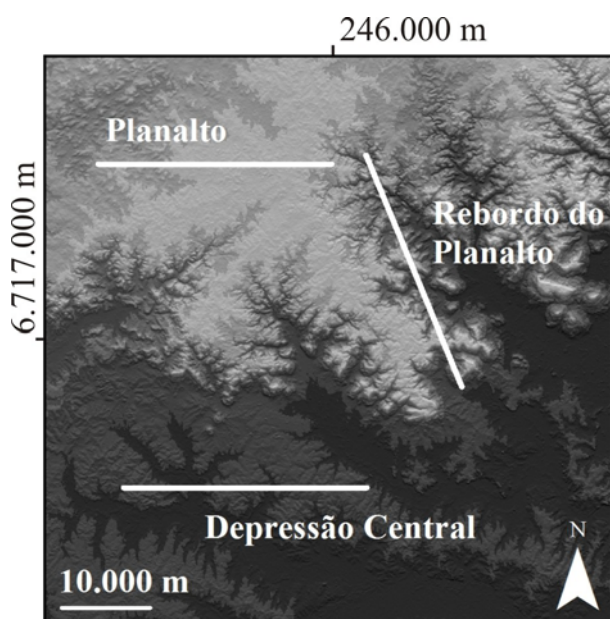 246.000 m
6.717.000 m
Planalto
Rebordo do
Planalto
Depressão Central
10.000 m
N